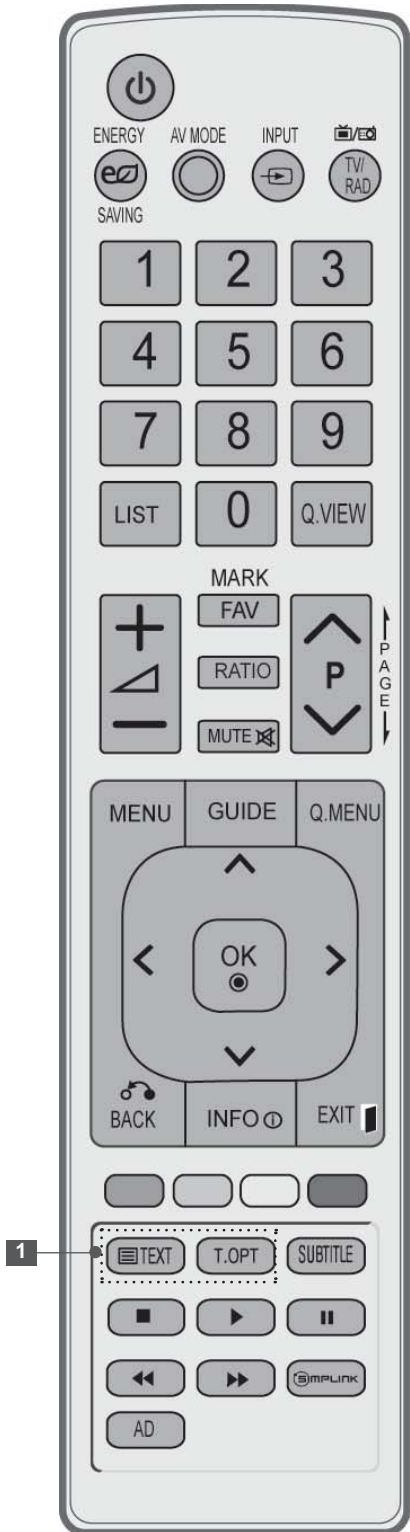 ENERGY AV MODE INPUT
TV/
RAD
SAVING
1 2 3
4 5 6
7 8 9
LIST 0 Q.VIEW
MARK
FAV
P
PAGE
RATIO
MUTE
MENU GUIDE Q.MENU
OK
BACK INFO EXIT
1
TEXT T.OPT SUBTITLE
SIMPLINK
AD